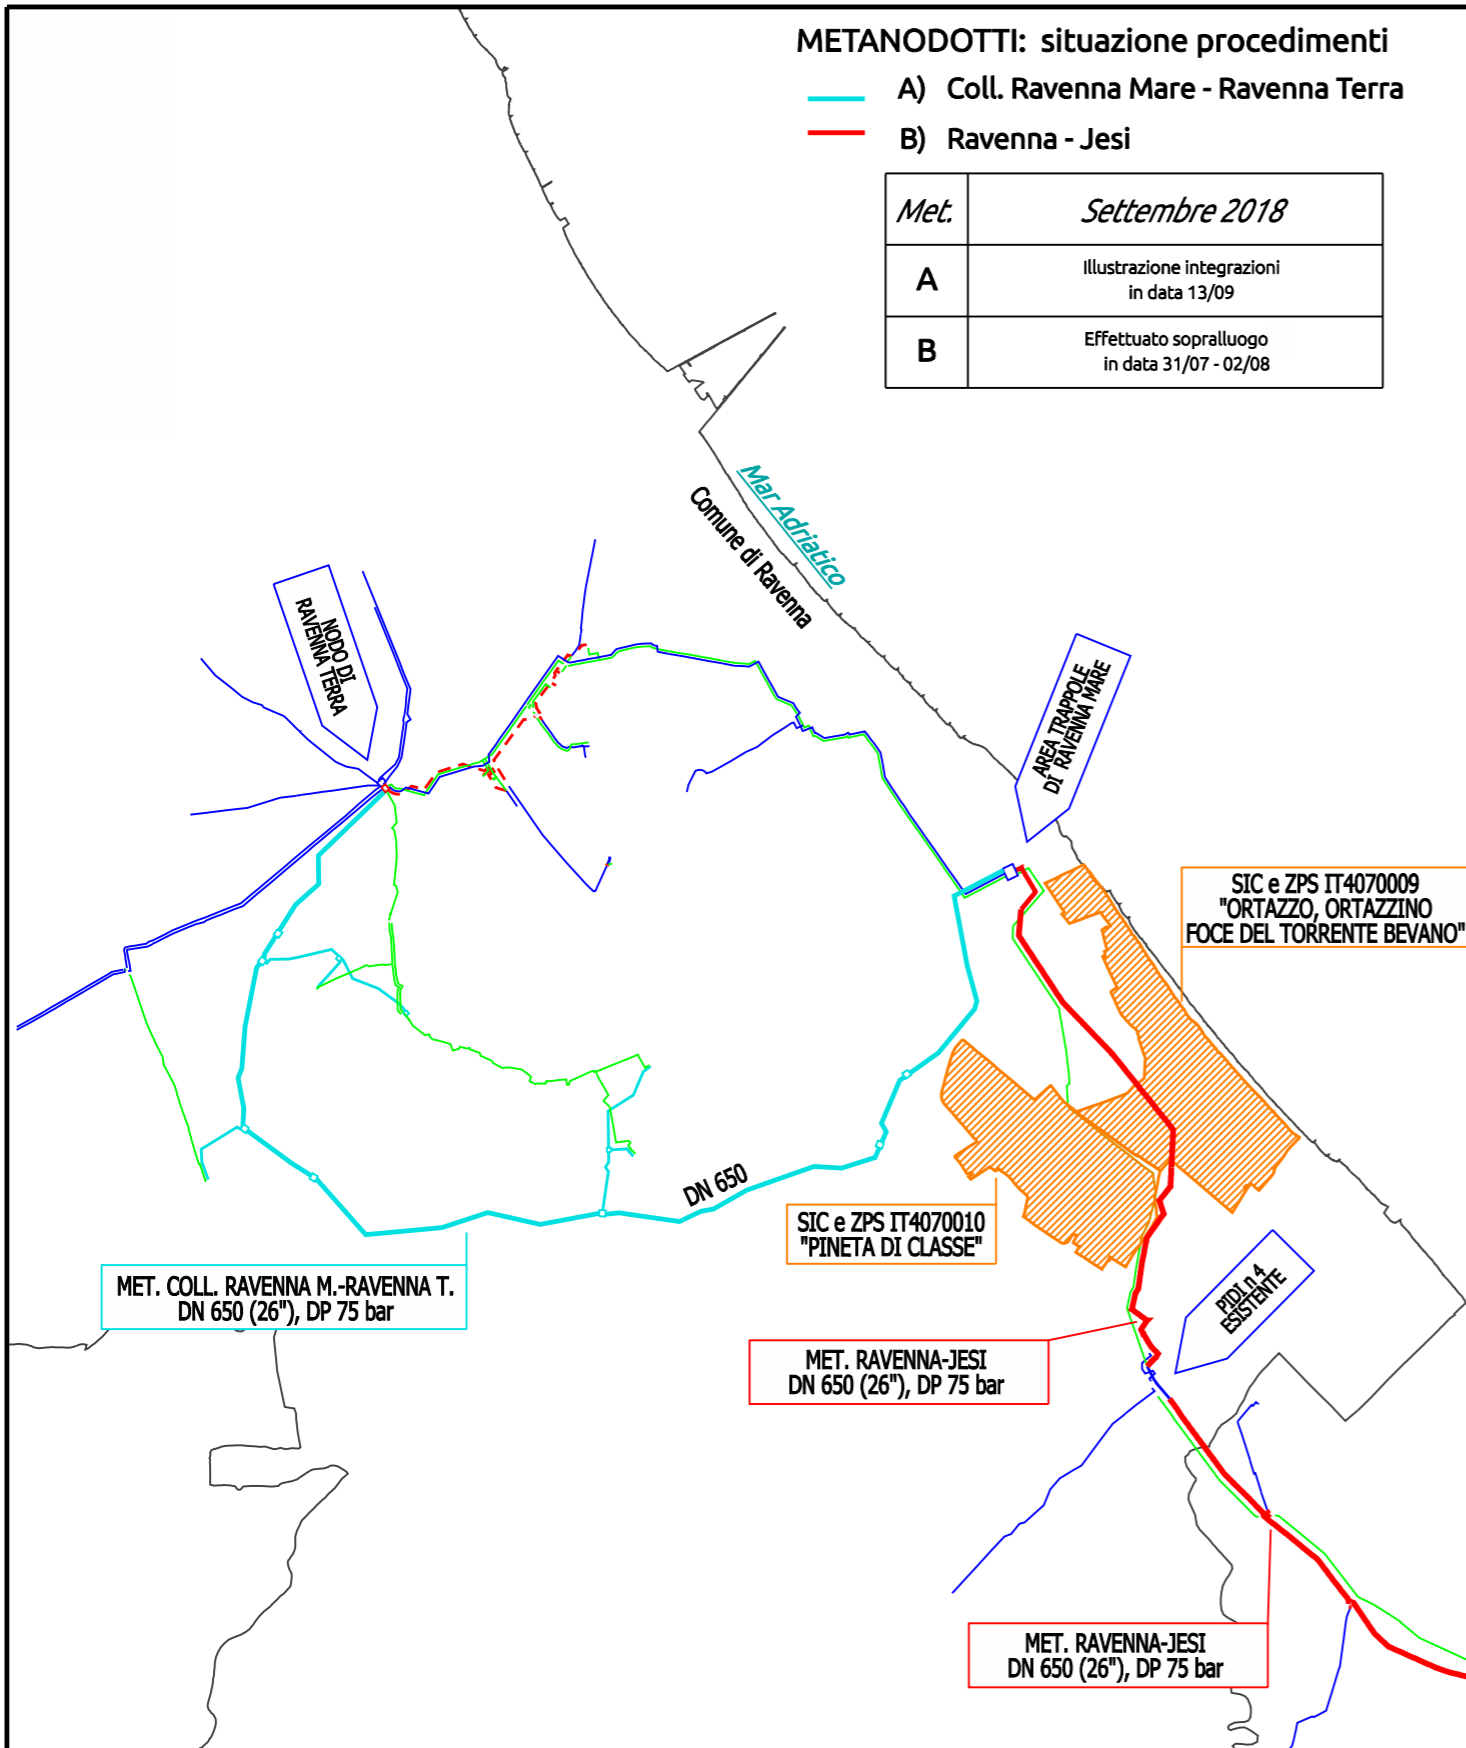 METANODOTTI: situazione procedimenti
A) Coll. Ravenna Mare - Ravenna Terra
B) Ravenna - Jesi
Met. Settembre 2018
A Illustrazione integrazioni
in data 13/09
B Effettuato sopralluogo
in data 31/07 - 02/08
Mar Adriatico
Comune di Ravenna
NODO DI
RAVENNA TERRA
AREA TRAPPOLE
DI RAVENNA MARE
SIC e ZPS IT4070009
"ORTAZZO, ORTAZZINO
FOCE DEL TORRENTE BEVANO"
DN 650
SIC e ZPS IT4070010
"PINETA DI CLASSE"
MET. COLL. RAVENNA M.-RAVENNA T.
DN 650 (26"), DP 75 bar
PIDI n 4
ESISTENTE
MET. RAVENNA-JESI
DN 650 (26"), DP 75 bar
MET. RAVENNA-JESI
DN 650 (26"), DP 75 bar